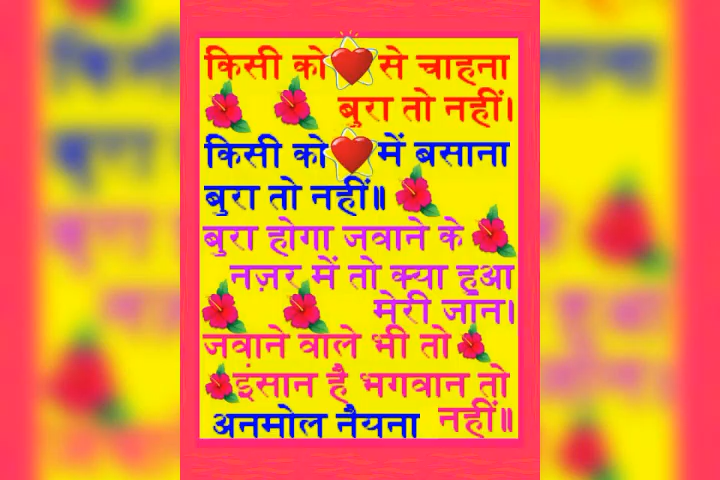 किसी को ❤ से चाहना
बुरा तो नहीं।
किसी को ❤ में बसाना
बुरा तो नहीं॥
बुरा होगा जवाने के
नज़र में तो क्या हुआ
मेरी जान।
जवाने वाले भी तो
इंसान है भगवान तो
नहीं॥
अनमोल नैयना